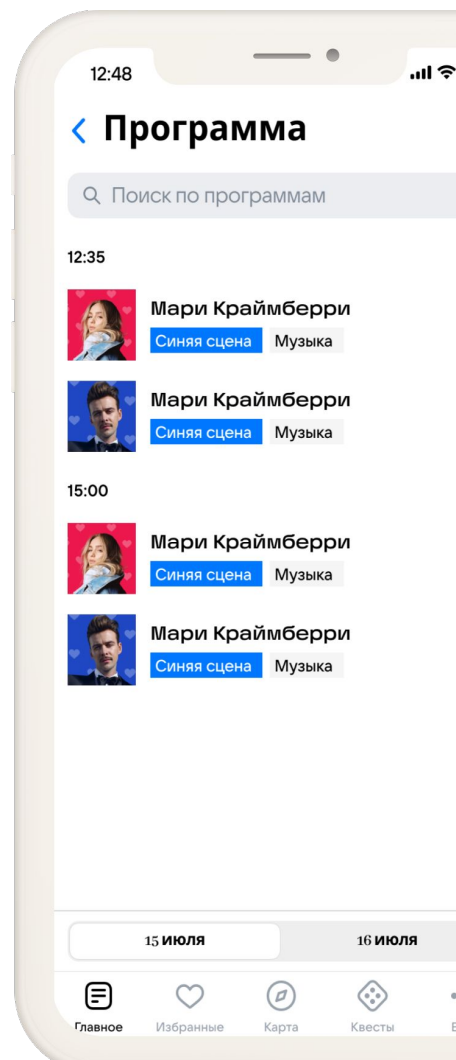 12:48
Программа
Поиск по программам
12:35
Мари Краймберри
Синяя сцена Музыка
Мари Краймберри
Синяя сцена Музыка
15:00
Мари Краймберри
Синяя сцена Музыка
Мари Краймберри
Синяя сцена Музыка
15 ИЮЛЯ 16 ИЮЛЯ
Главное Избранные Карта Квесты